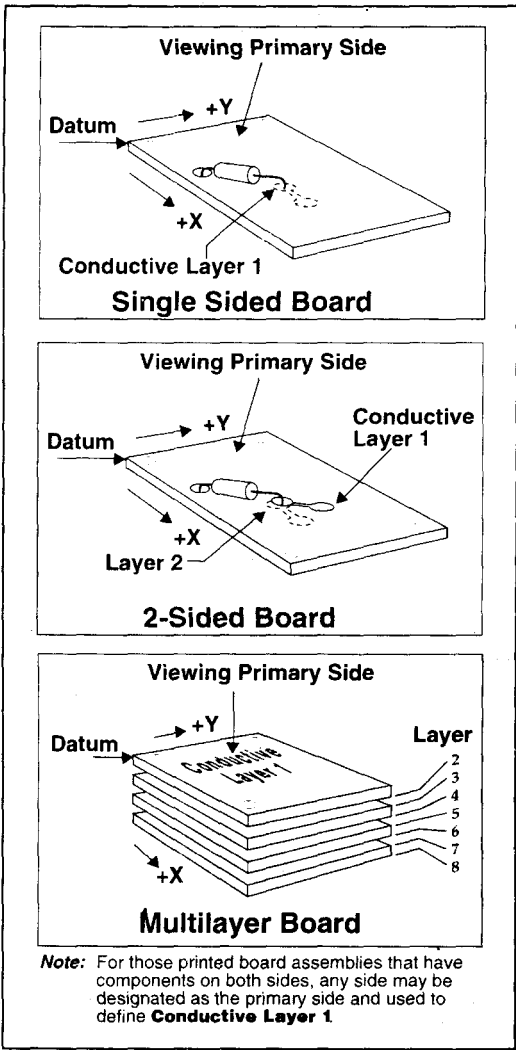 Viewing Primary Side
+Y
Datum
+X
Conductive Layer 1
Single Sided Board
Viewing Primary Side
+Y
Conductive
Layer 1
Datum
+X
Layer 2
2-Sided Board
Viewing Primary Side
+Y
Layer
Datum
Conductive
Layer 1
2
3
4
5
6
7
8
+X
Multilayer Board
Note: For those printed board assemblies that have
components on both sides, any side may be
designated as the primary side and used to
define Conductive Layer 1